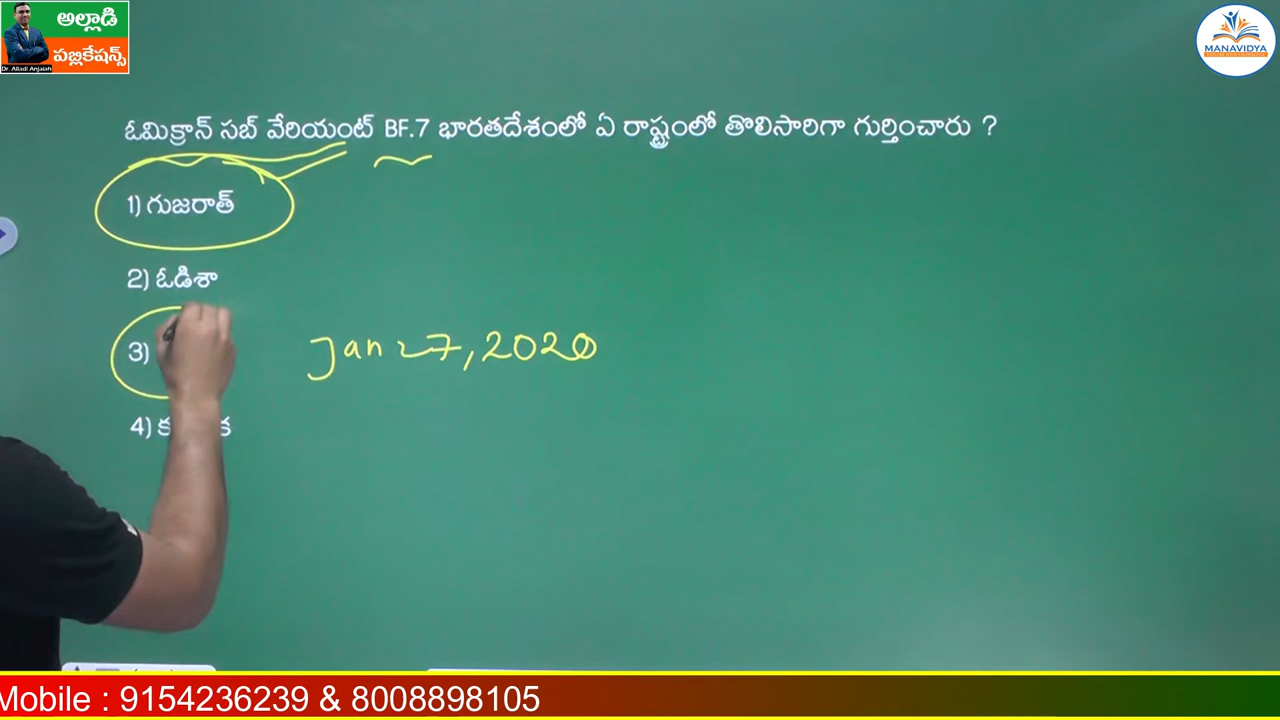 అల్లాడి
పబ్లికేషన్స్
Dr. Alladi Anjaiah
MANAVIDYA
ఓమిక్రాన్ సబ్ వేరియంట్ BF.7 భారతదేశంలో ఏ రాష్ట్రంలో తొలిసారిగా గుర్తించారు ?
1) గుజరాత్
2) ఓడిశా
3)
Jan 27, 2020
4)
Mobile : 9154236239 & 8008898105